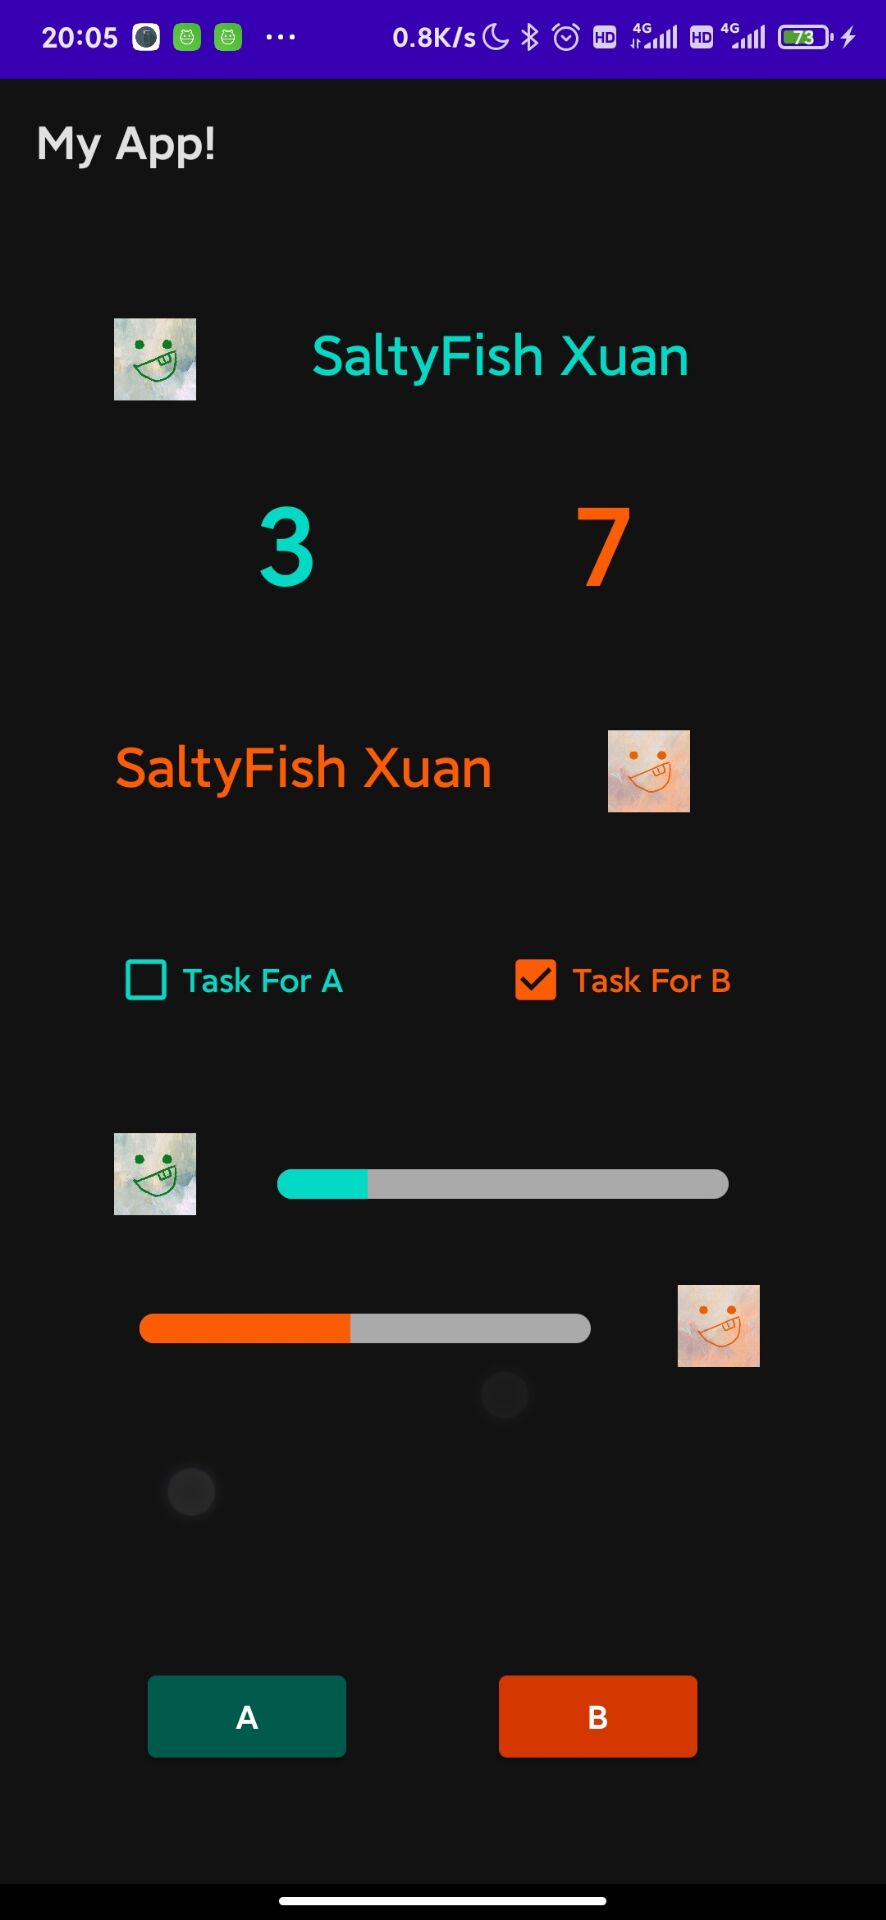 20:05 ... 0.8K/s HD 4G HD 4G 73
My App!
SaltyFish Xuan
3 7
SaltyFish Xuan
Task For A Task For B
A B